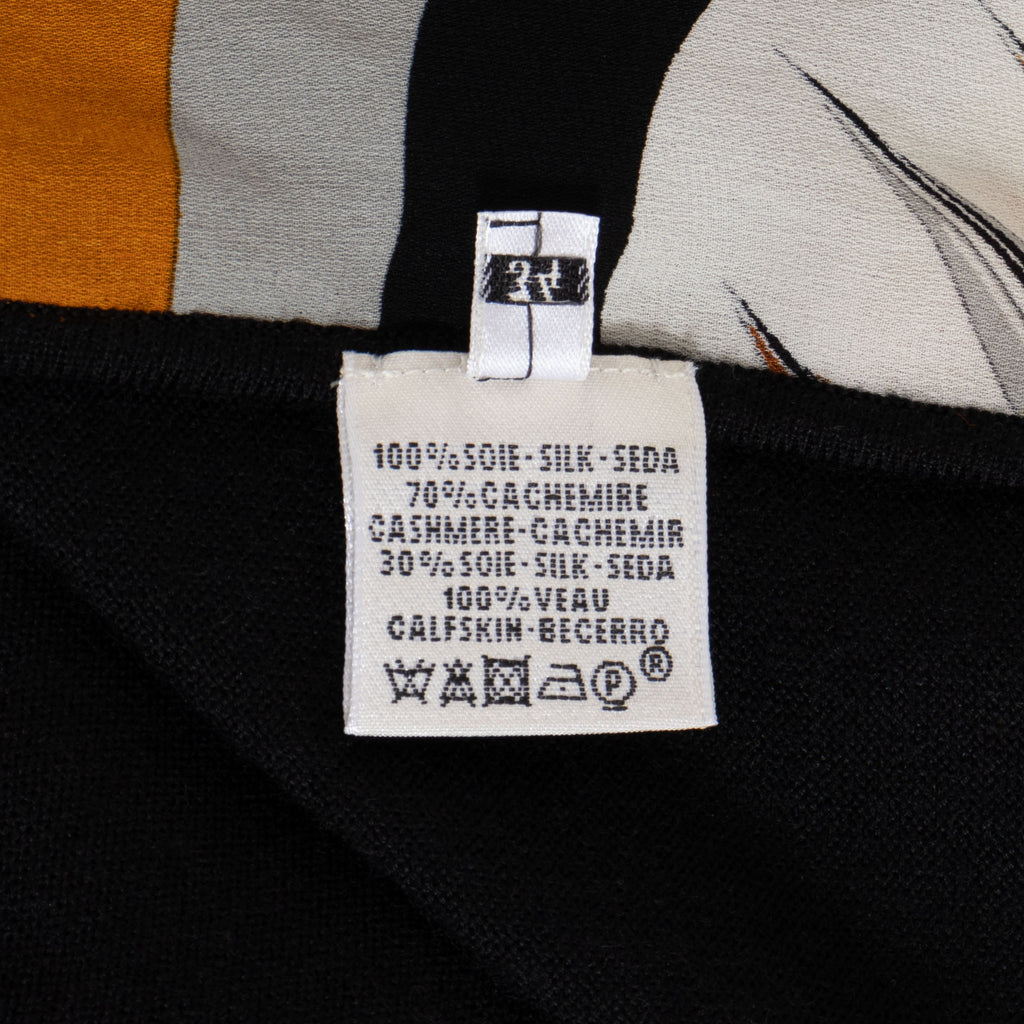 100%SOIE-SILK-SEDA
70%CACHEMIRE
CASHMERE-CACHEMIR
30%SOIE-SILK-SEDA
100%VEAU
CALFSKIN-BECERRO
P ®